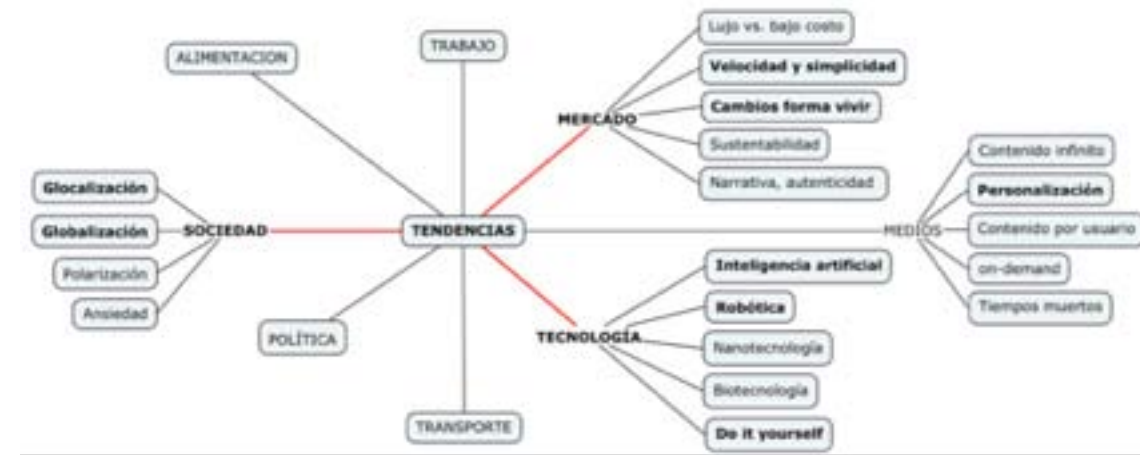 ALIMENTACION
TRABAJO
MERCADO
Lujo vs. bajo costo
Velocidad y simplicidad
Cambios forma vivir
Sustentabilidad
Narrativa, autenticidad
Glocalización
Globalización
Polarización
Ansiedad
SOCIEDAD
TENDENCIAS
MEDIOS
Contenido infinito
Personalización
Contenido por usuario
on-demand
Tiempos muertos
POLÍTICA
TECNOLOGÍA
Inteligencia artificial
Robótica
Nanotecnología
Biotecnología
Do it yourself
TRANSPORTE